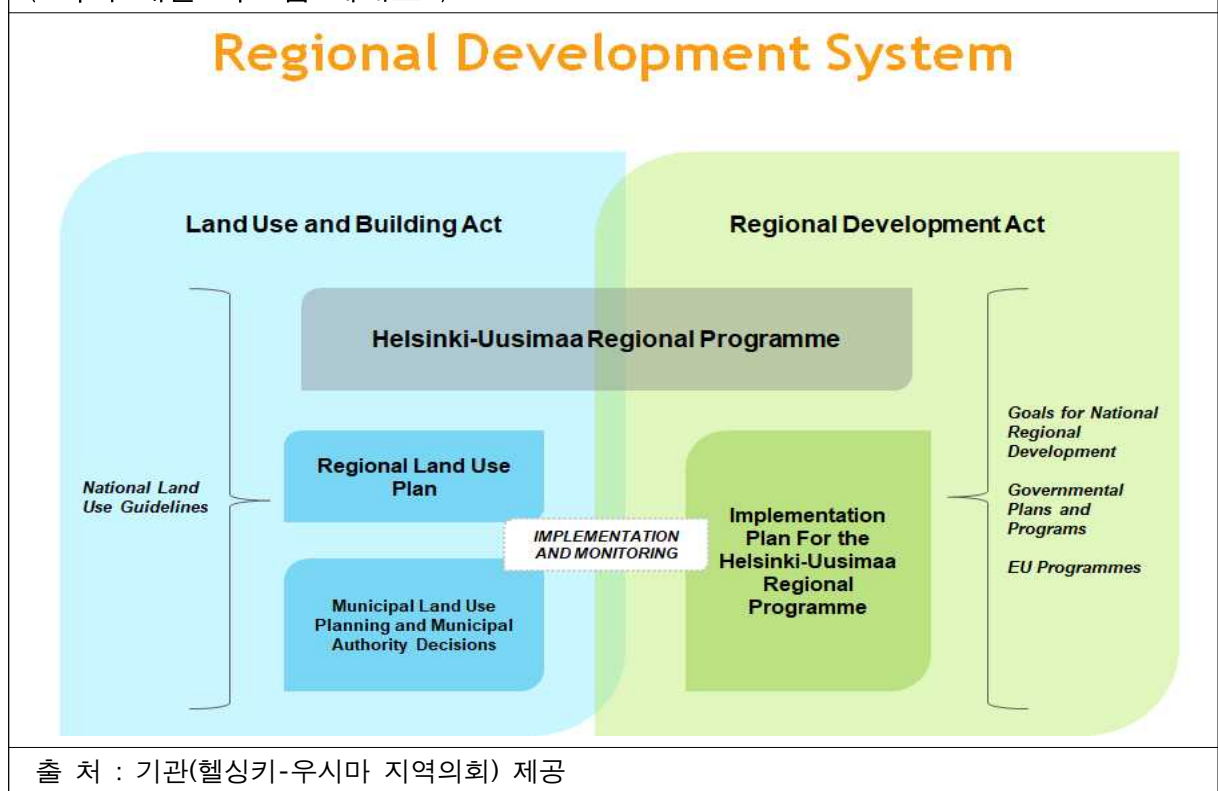 Regional Development System
Land Use and Building Act
Regional Development Act
Helsinki-Uusimaa Regional Programme
National Land
Use Guidelines
Regional Land Use
Plan
Municipal Land Use
Planning and Municipal
Authority Decisions
IMPLEMENTATION
AND MONITORING
Implementation
Plan For the
Helsinki-Uusimaa
Regional
Programme
Goals for National
Regional
Development
Governmental
Plans and
Programs
EU Programmes
출 처 : 기관(헬싱키-우시마 지역의회) 제공